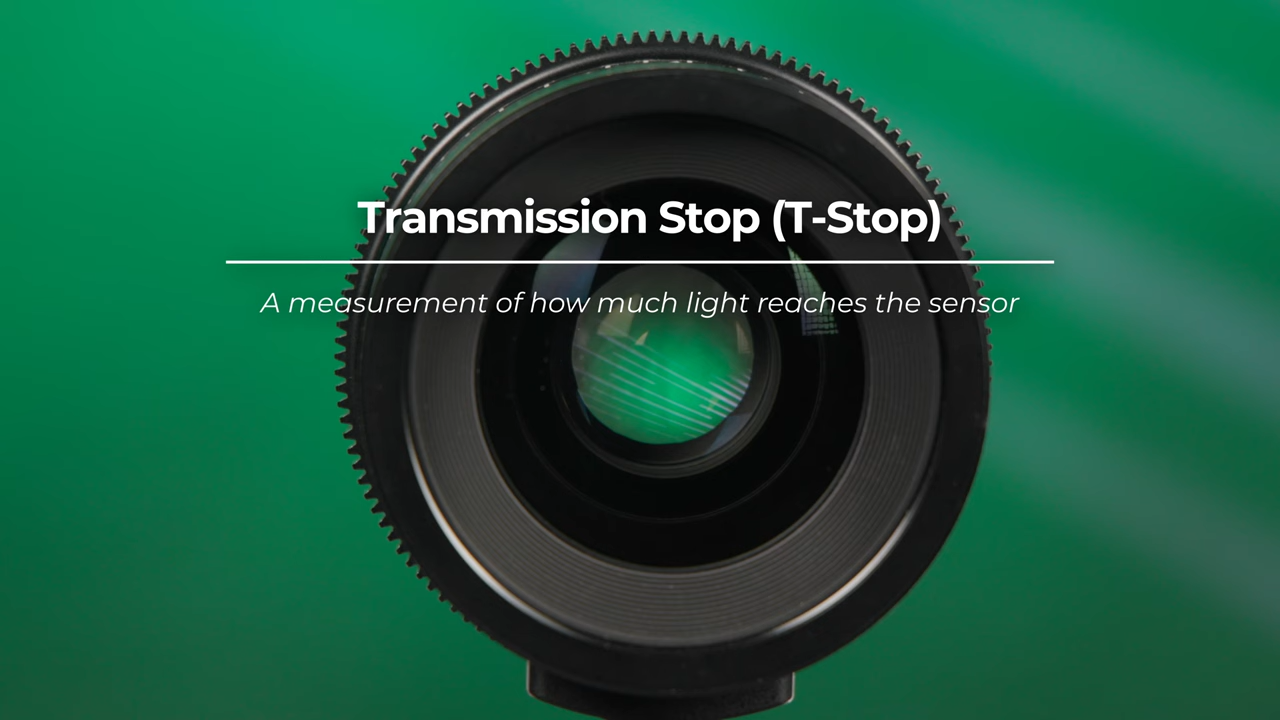 Transmission Stop (T-Stop)
A measurement of how much light reaches the sensor